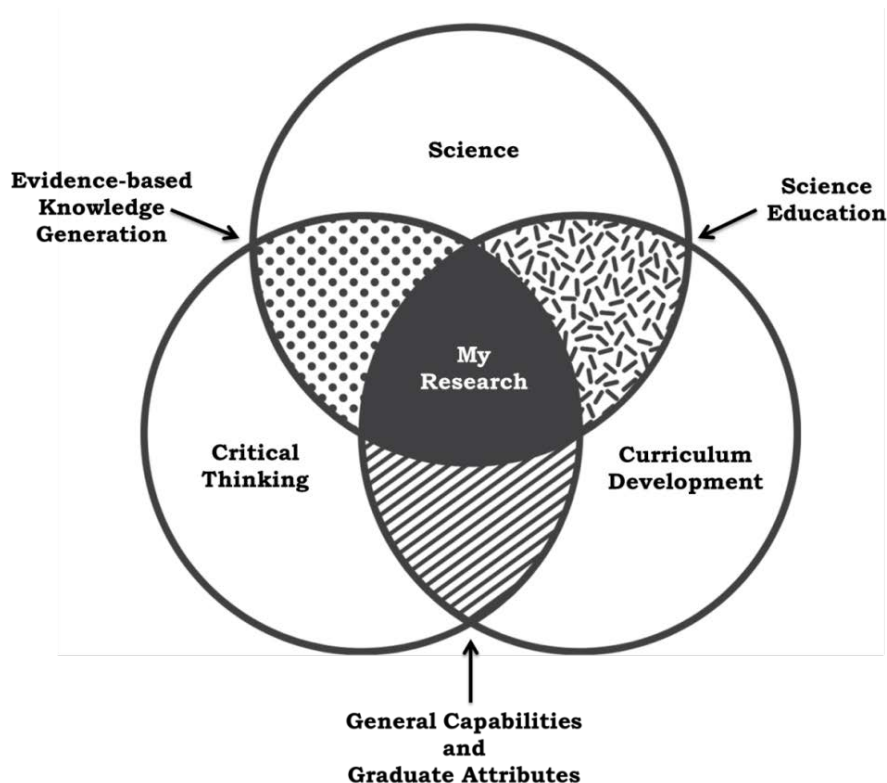 Science
Evidence-based
Knowledge
Generation
Science
Education
My
Research
Critical
Thinking
Curriculum
Development
General Capabilities
and
Graduate Attributes